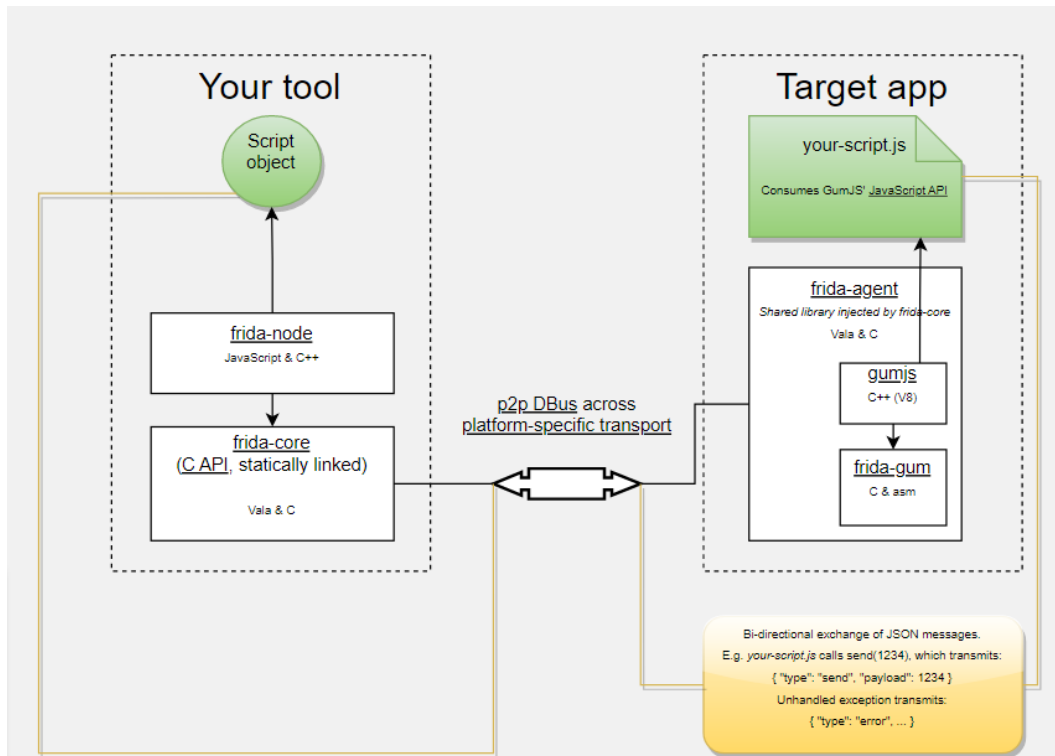 Your tool
Script
object
frida-node
JavaScript & C++
frida-core
(C API, statically linked)
Vala & C
p2p DBus across
platform-specific transport
Target app
your-script.js
Consumes GumJS' JavaScript API
frida-agent
Shared library injected by frida-core
Vala & C
gumjs
C++ (V8)
frida-gum
C & asm
Bi-directional exchange of JSON messages.
E.g. your-script.js calls send(1234), which transmits:
{ "type": "send", "payload": 1234 }
Unhandled exception transmits:
{ "type": "error", ... }